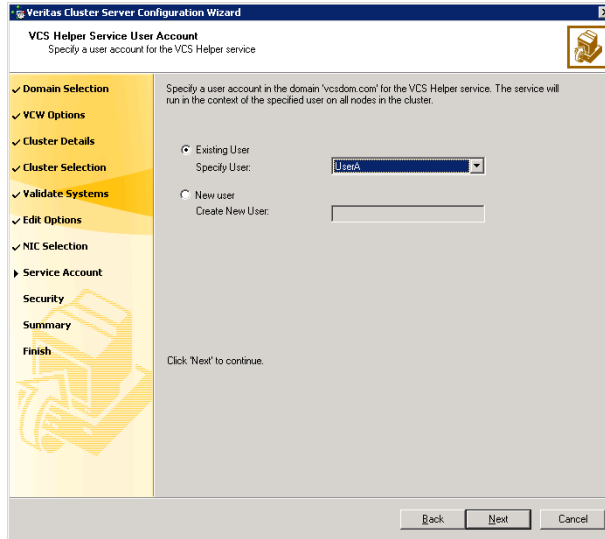 Veritas Cluster Server Configuration Wizard
VCS Helper Service User Account
Specify a user account for the VCS Helper service
Domain Selection
VCW Options
Cluster Details
Cluster Selection
Validate Systems
Edit Options
NIC Selection
Service Account
Security
Summary
Finish
Specify a user account in the domain 'vcsdom.com' for the VCS Helper service. The service will
run in the context of the specified user on all nodes in the cluster.
Existing User
Specify User: UserA
New user
Create New User:
Click 'Next' to continue.
Back Next Cancel